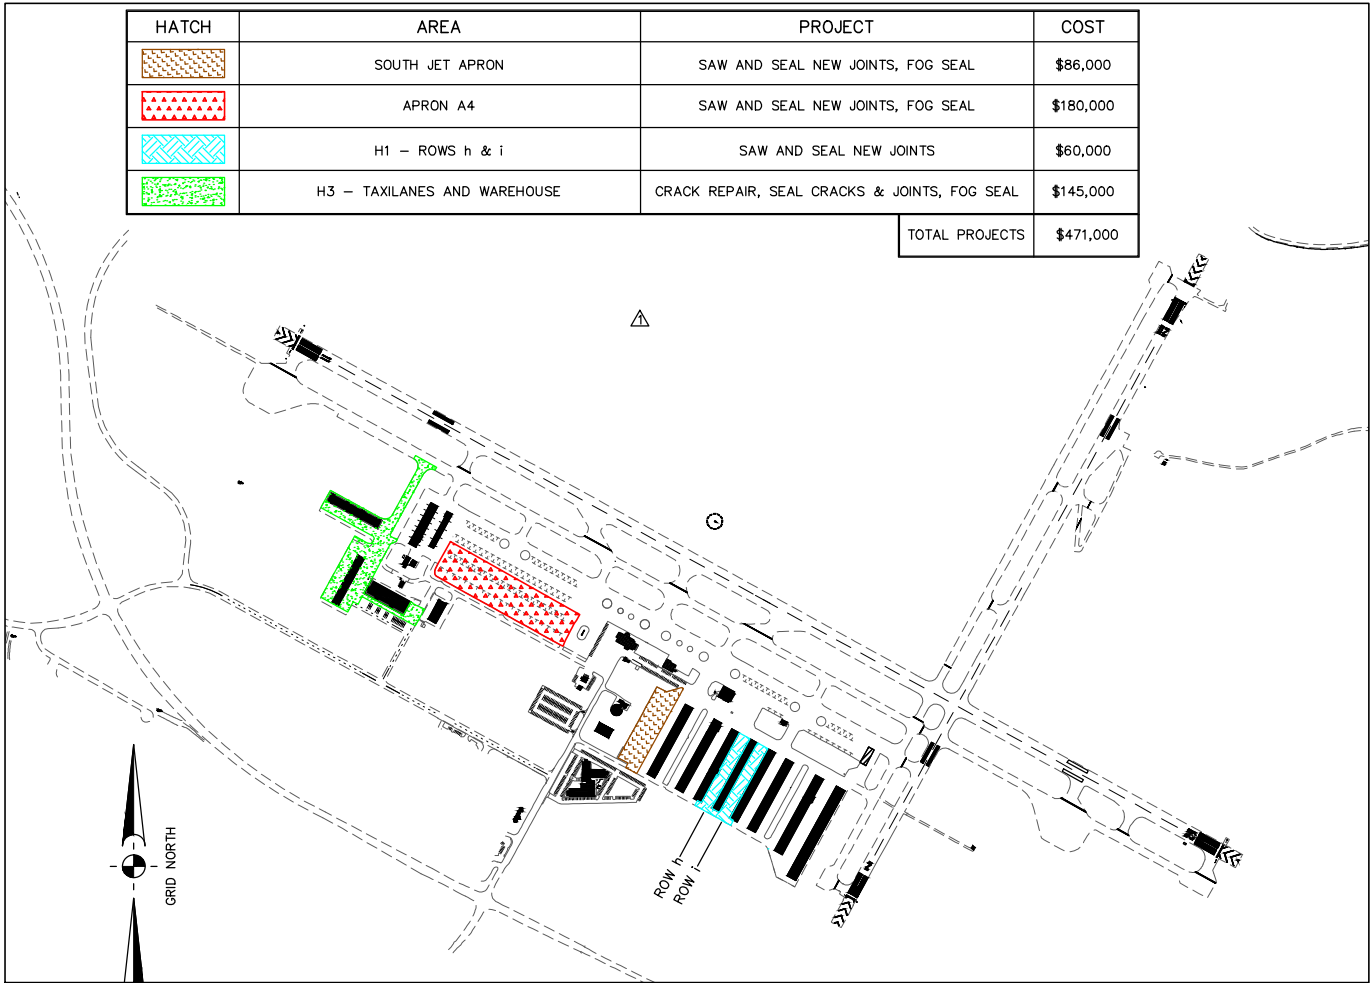 HATCH AREA PROJECT COST
SOUTH JET APRON SAW AND SEAL NEW JOINTS, FOG SEAL $86,000
APRON A4 SAW AND SEAL NEW JOINTS, FOG SEAL $180,000
H1 – ROWS h & i SAW AND SEAL NEW JOINTS $60,000
H3 – TAXILANES AND WAREHOUSE CRACK REPAIR, SEAL CRACKS & JOINTS, FOG SEAL $145,000
TOTAL PROJECTS $471,000
1
ROW h
ROW i
GRID NORTH